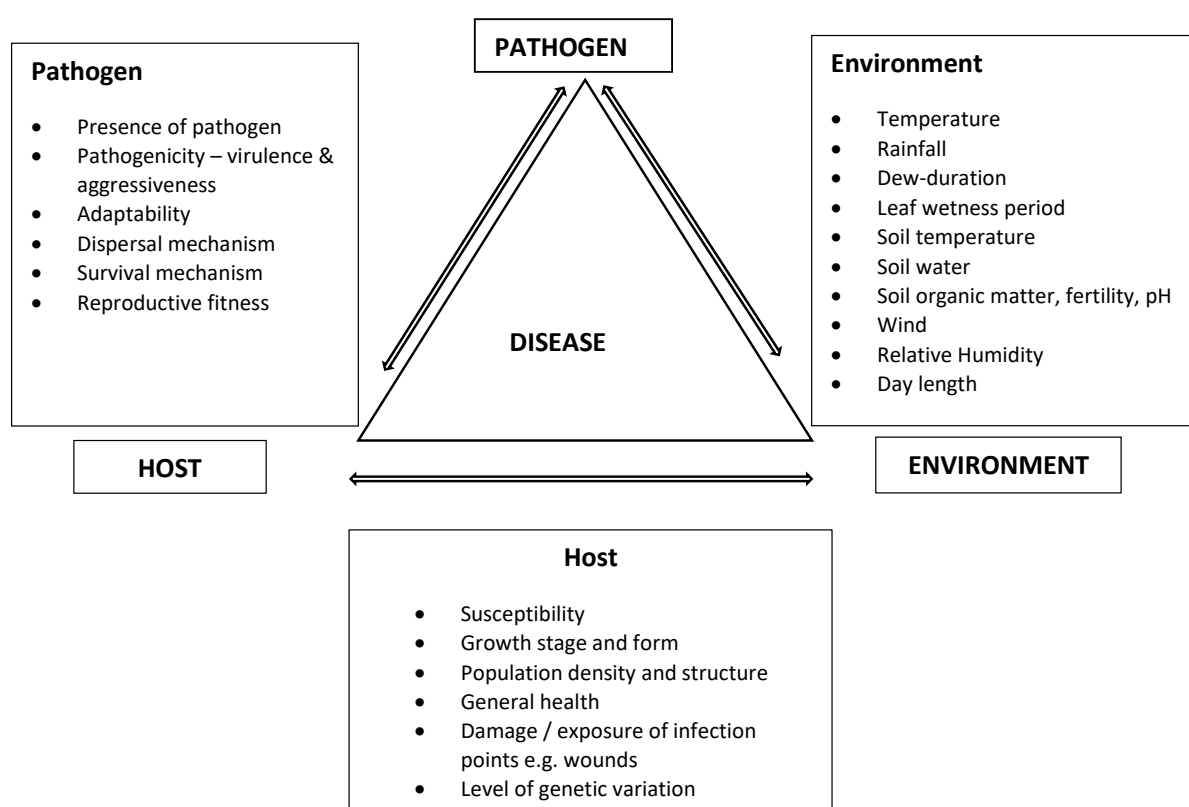 PATHOGEN
Pathogen
• Presence of pathogen
• Pathogenicity – virulence &
aggressiveness
• Adaptability
• Dispersal mechanism
• Survival mechanism
• Reproductive fitness
Environment
• Temperature
• Rainfall
• Dew-duration
• Leaf wetness period
• Soil temperature
• Soil water
• Soil organic matter, fertility, pH
• Wind
• Relative Humidity
• Day length
DISEASE
HOST
ENVIRONMENT
Host
• Susceptibility
• Growth stage and form
• Population density and structure
• General health
• Damage / exposure of infection
points e.g. wounds
• Level of genetic variation